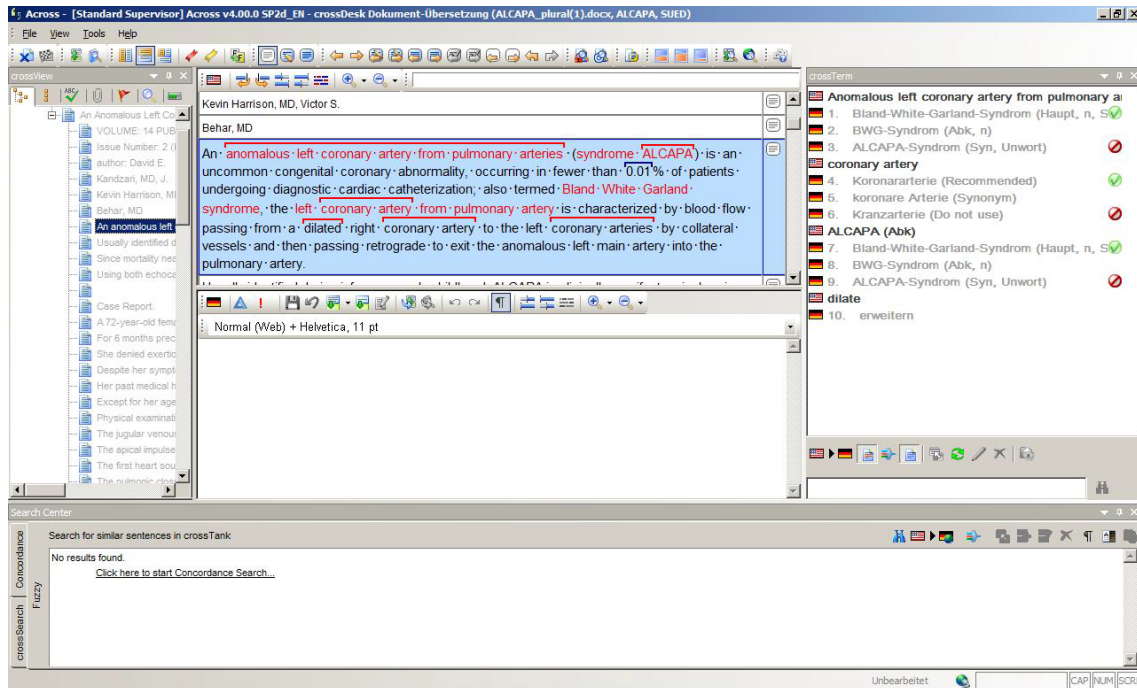 Across - [Standard Supervisor] Across v4.00.0 SP2d_EN - crossDesk Dokument-Übersetzung (ALCAPA_plural(1).docx, ALCAPA, SUED)
File View Tools Help
crossView
An Anomalous Left Co
VOLUME: 14 PUB
Issue Number: 2 (
author: David E.
Kandzari, MD, J.
Kevin Harrison, M
Behar, MD
An anomalous left
Usually identified d
Since mortality nea
Using both echoca
Case Report.
A 72-year-old fema
For 6 months prec
She denied exertic
Despite her sympt
Her past medical h
Except for her age
Physical examinati
The jugular venou
The apical impulse
The first heart sou
The pulmonic clos
Kevin Harrison, MD, Victor S.
Behar, MD
An·anomalous·left·coronary·artery·from·pulmonary·arteries·(syndrome·ALCAPA)·is·an·
uncommon·congenital·coronary·abnormality,·occurring·in·fewer·than·0.01%·of·patients·
undergoing·diagnostic·cardiac·catheterization;·also·termed·Bland·White·Garland·
syndrome,·the·left·coronary·artery·from·pulmonary·artery·is·characterized·by·blood·flow·
passing·from·a·dilated·right·coronary·artery·to·the·left·coronary·arteries·by·collateral·
vessels·and·then·passing·retrograde·to·exit·the·anomalous·left·main·artery·into·the·
pulmonary·artery.
Normal (Web) + Helvetica, 11 pt
crossTerm
Anomalous left coronary artery from pulmonary a
1. Bland-White-Garland-Syndrom (Haupt, n, S
2. BWG-Syndrom (Abk, n)
3. ALCAPA-Syndrom (Syn, Unwort)
coronary artery
4. Koronararterie (Recommended)
5. koronare Arterie (Synonym)
6. Kranzarterie (Do not use)
ALCAPA (Abk)
7. Bland-White-Garland-Syndrom (Haupt, n, S
8. BWG-Syndrom (Abk, n)
9. ALCAPA-Syndrom (Syn, Unwort)
dilate
10. erweitern
Search Center
Concordance
crossSearch
Fuzzy
Search for similar sentences in crossTank
No results found.
Click here to start Concordance Search...
Unbearbeitet
CAP NUM SCR